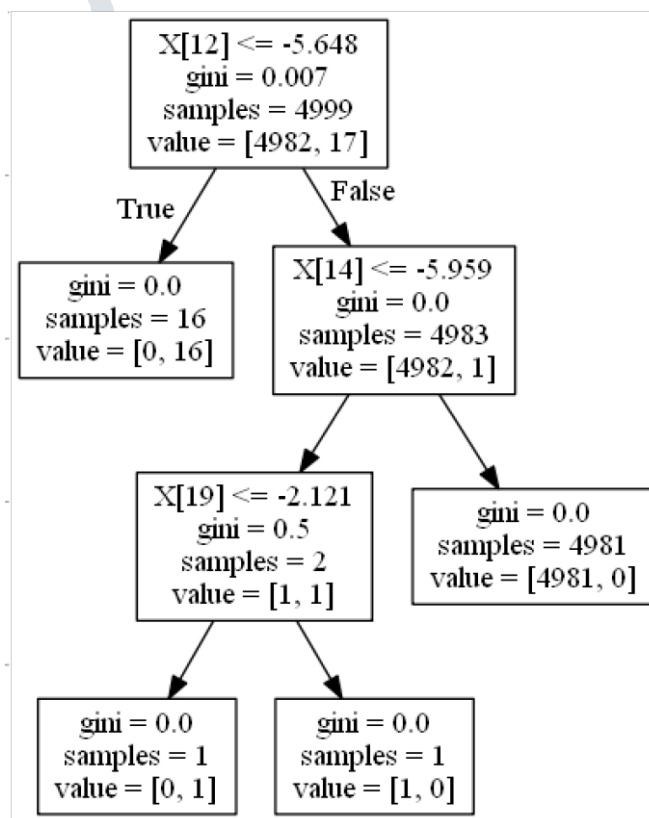 X[12] <= -5.648
gini = 0.007
samples = 4999
value = [4982, 17]
True
False
gini = 0.0
samples = 16
value = [0, 16]
X[14] <= -5.959
gini = 0.0
samples = 4983
value = [4982, 1]
X[19] <= -2.121
gini = 0.5
samples = 2
value = [1, 1]
gini = 0.0
samples = 4981
value = [4981, 0]
gini = 0.0
samples = 1
value = [0, 1]
gini = 0.0
samples = 1
value = [1, 0]